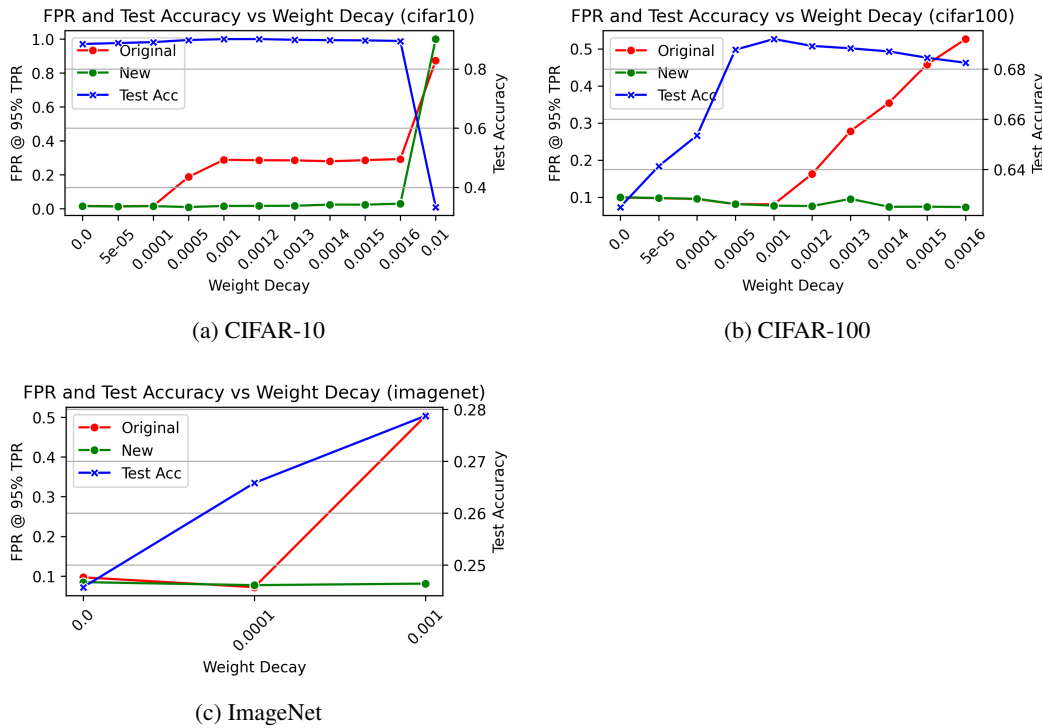 FPR and Test Accuracy vs Weight Decay (cifar10)
FPR @ 95% TPR
1.0
0.8
0.6
0.4
0.2
0.0
Original
New
Test Acc
0.8
0.6
0.4
Test Accuracy
0.0
5e-05
0.0001
0.0005
0.001
0.0012
0.0013
0.0014
0.0015
0.0016
0.01
Weight Decay
(a) CIFAR-10
FPR and Test Accuracy vs Weight Decay (cifar100)
FPR @ 95% TPR
0.5
0.4
0.3
0.2
0.1
Original
New
Test Acc
0.68
0.66
0.64
Test Accuracy
0.0
5e-05
0.0001
0.0005
0.001
0.0012
0.0013
0.0014
0.0015
0.0016
Weight Decay
(b) CIFAR-100
FPR and Test Accuracy vs Weight Decay (imagenet)
FPR @ 95% TPR
0.5
0.4
0.3
0.2
0.1
Original
New
Test Acc
0.28
0.27
0.26
0.25
Test Accuracy
0.0
0.0001
0.001
Weight Decay
(c) ImageNet